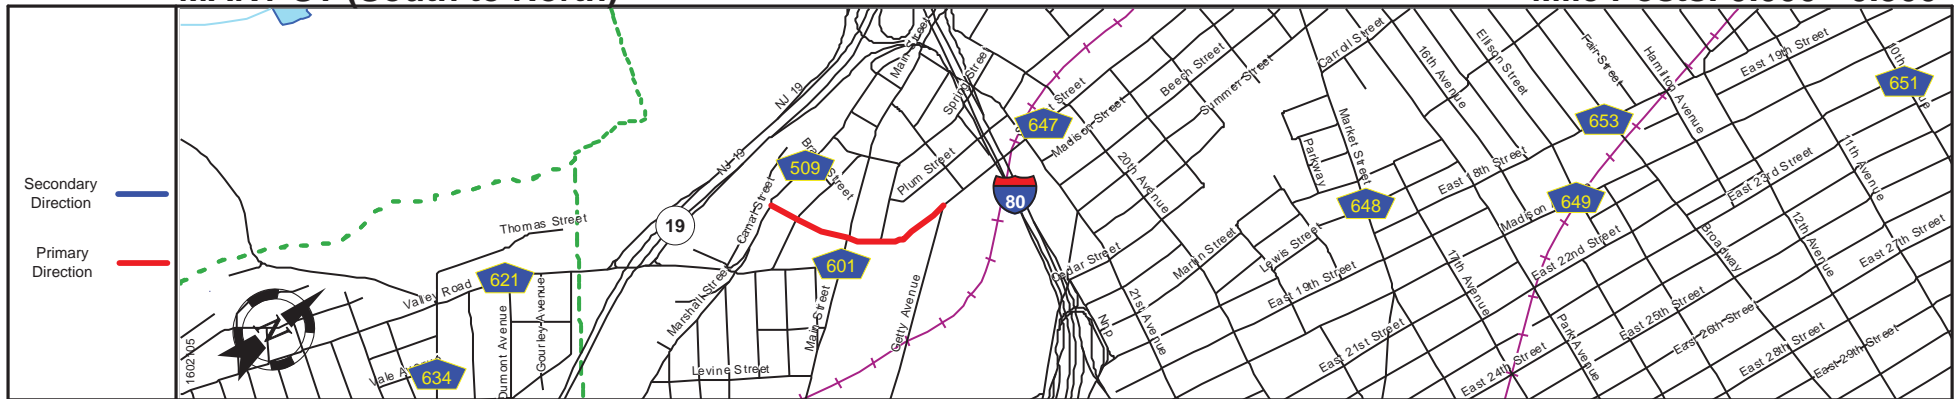 Secondary
Direction
Primary
Direction
1602105
Thomas Street
Valley Road
621
634
Dumont Avenue
Gourley Avenue
NJ 19
NJ 19
19
509
Plum Street
Main Street
Marshall Street
601
Main Street
Levine Street
Getty Avenue
647
80
Madison Street
Beech Street
Summer Street
20th Avenue
Cedar Street
21st Avenue
Martin Street
Lewis Street
East 19th Street
East 21st Street
Carroll Street
Market Street
Parkway
648
16th Avenue
Ellison Street
Fair Street
Hamilton Avenue
East 19th Street
653
651
649
East 18th Street
Madison
East 22nd Street
East 23rd Street
17th Avenue
Broadway
11th Avenue
12th Avenue
East 27th Street
East 24th Street
Park Avenue
East 25th Street
East 26th Street
East 28th Street
East 29th Street